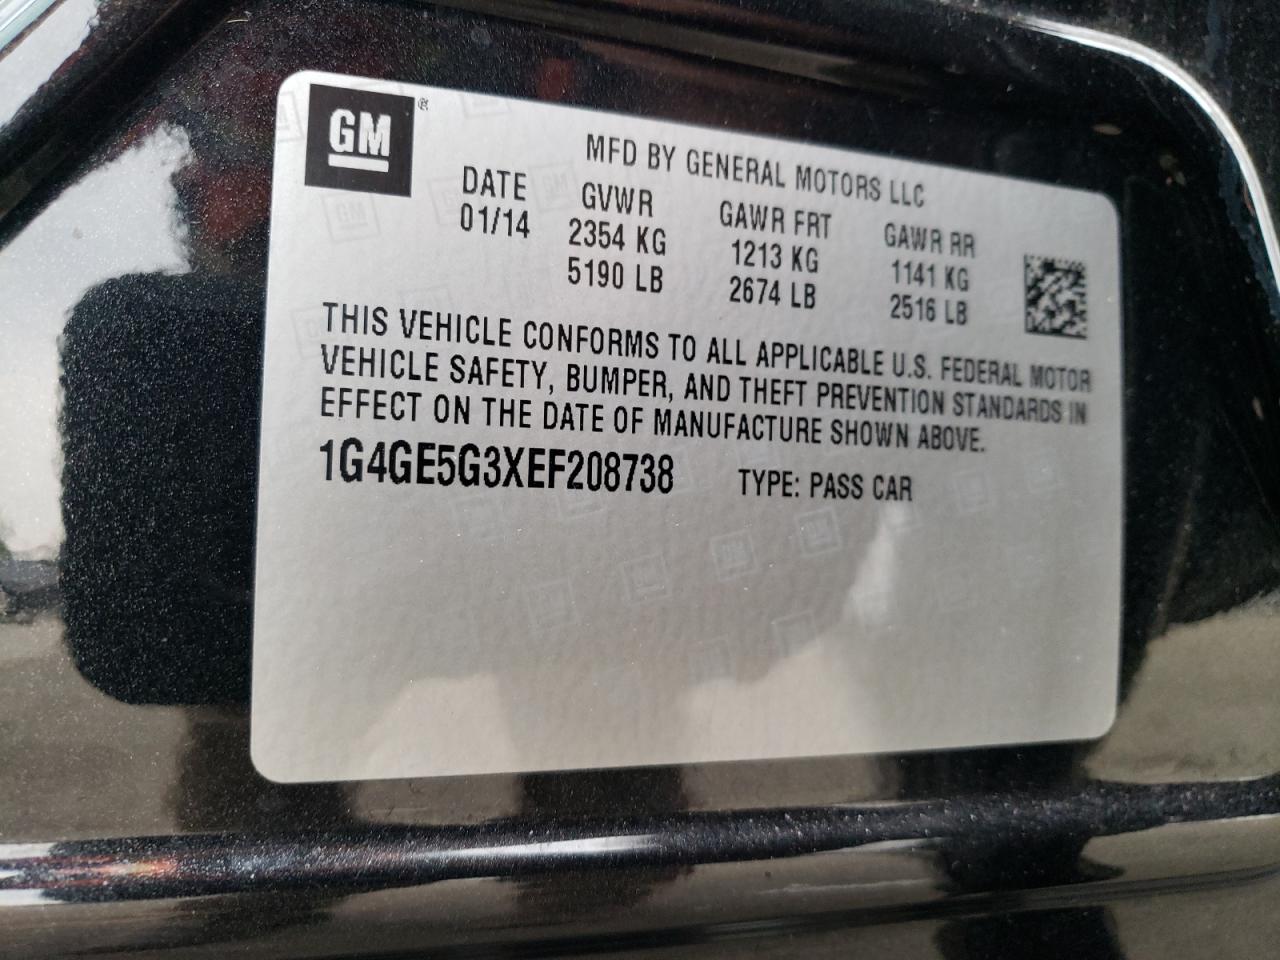 GM®
MFD BY GENERAL MOTORS LLC
DATE GVWR GAWR FRT GAWR RR
01/14 2354 KG 1213 KG 1141 KG
5190 LB 2674 LB 2516 LB
THIS VEHICLE CONFORMS TO ALL APPLICABLE U.S. FEDERAL MOTOR
VEHICLE SAFETY, BUMPER, AND THEFT PREVENTION STANDARDS IN
EFFECT ON THE DATE OF MANUFACTURE SHOWN ABOVE.
1G4GE5G3XEF208738 TYPE: PASS CAR